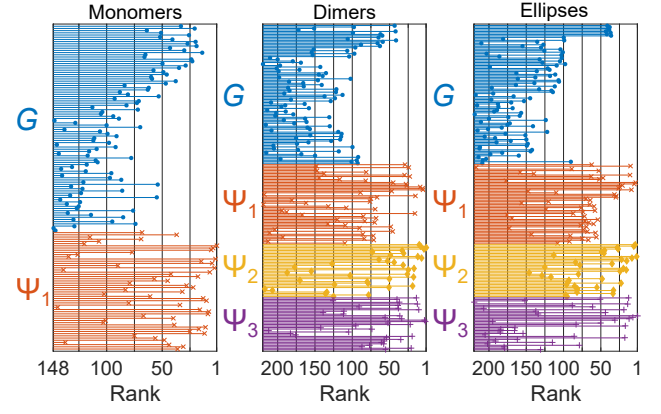 Monomers Dimers Ellipses
G G G
Ψ1 Ψ1
Ψ2 Ψ2
Ψ1
Ψ3 Ψ3
148 100 50 1 200 150 100 50 1 200 150 100 50 1
Rank Rank Rank